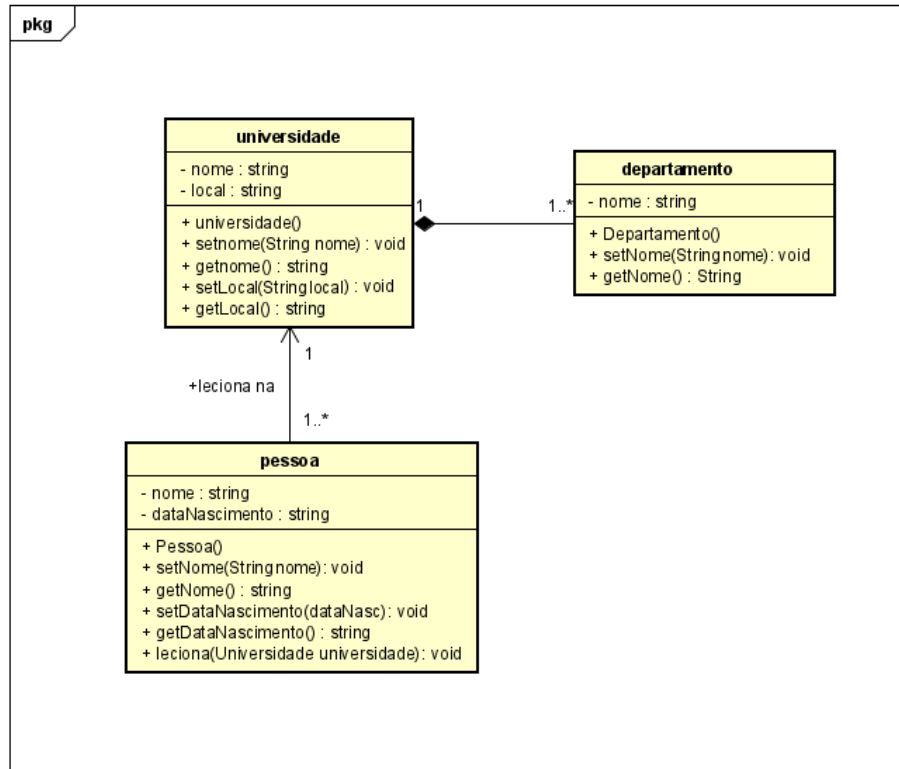 pkg
universidade
- nome : string
- local : string
+ universidade()
+ setnome(String nome) : void
+ getnome() : string
+ setLocal(String local) : void
+ getLocal() : string
1
1..*
departamento
- nome : string
+ Departamento()
+ setNome(String nome) : void
+ getNome() : String
1
+leciona na
1..*
pessoa
- nome : string
- dataNascimento : string
+ Pessoa()
+ setNome(String nome) : void
+ getNome() : string
+ setDataNascimento(dataNasc) : void
+ getDataNascimento() : string
+ leciona(Universidade universidade) : void